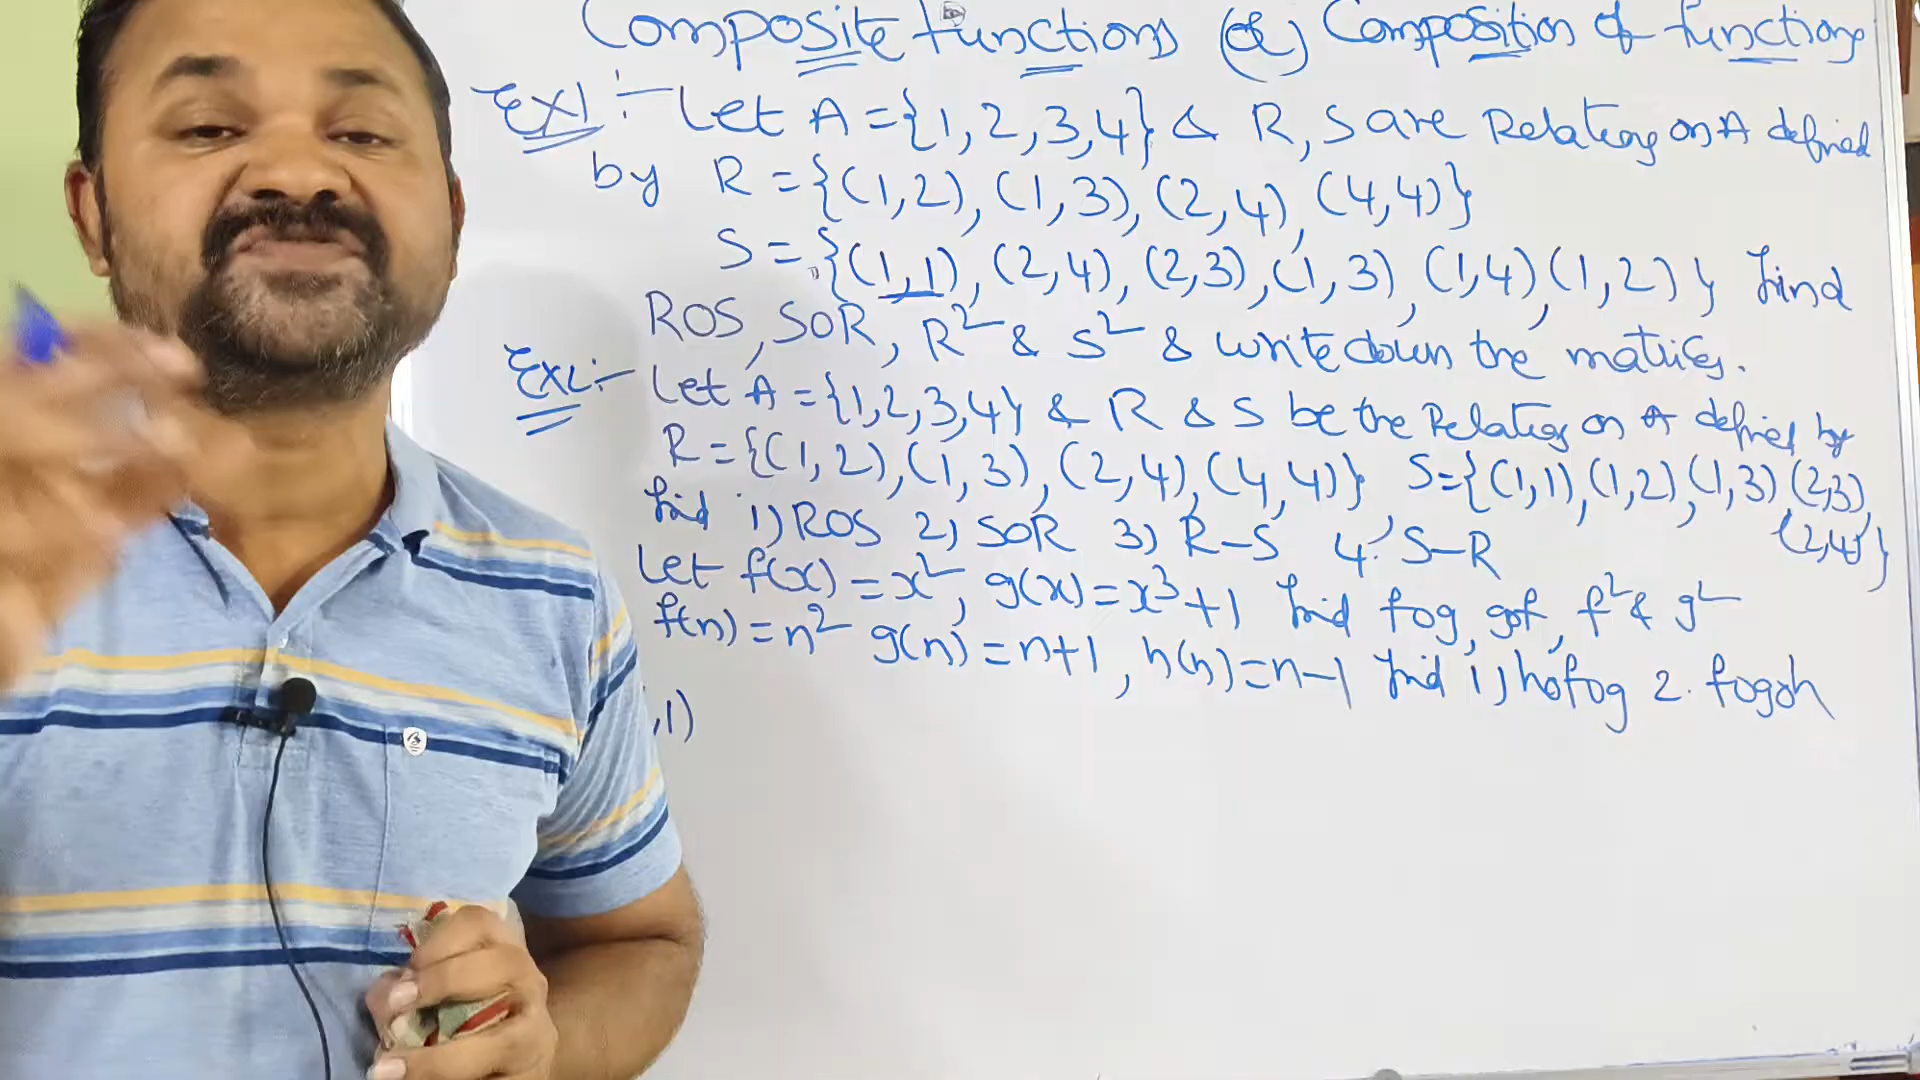 Composite Functions (or) Composition of functions
Ex1:- Let A = {1,2,3,4} & R, S are Relations on A defined
by R = {(1,2), (1,3), (2,4), (4,4)}
S = {(1,1), (2,4), (2,3), (1,3), (1,4) (1,2)} find
ROS, SOR, R² & S² & write down the matrices.
Ex2:- Let A = {1,2,3,4} & R & S be the Relations on A defined by
R = {(1,2), (1,3), (2,4), (4,4)} S = {(1,1), (1,2), (1,3) (2,3),
(2,4)}
find 1) ROS 2) SOR 3) R-S 4. S-R
Let f(x) = x², g(x) = x³+1 find fog, gof, f² & g²
f(n) = n² g(n) = n+1, h(n) = n-1 find 1) hofog 2. fogoh
,1)